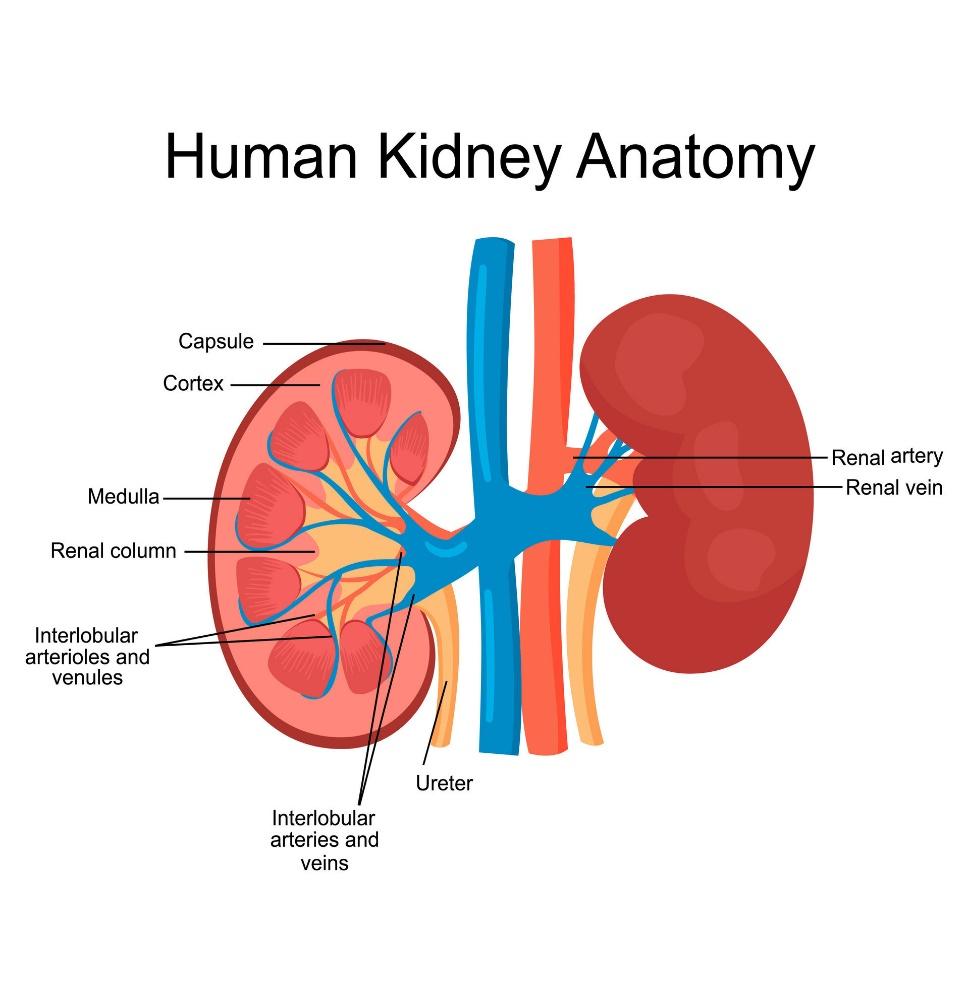 Human Kidney Anatomy
Capsule
Cortex
Medulla
Renal column
Interlobular
arterioles and
venules
Interlobular
arteries and
veins
Ureter
Renal artery
Renal vein